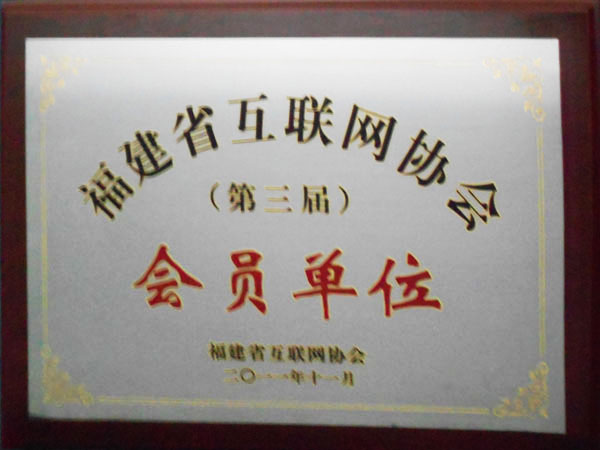 福建省互联网协会
（第三届）
会员单位
福建省互联网协会
二〇一一年十一月